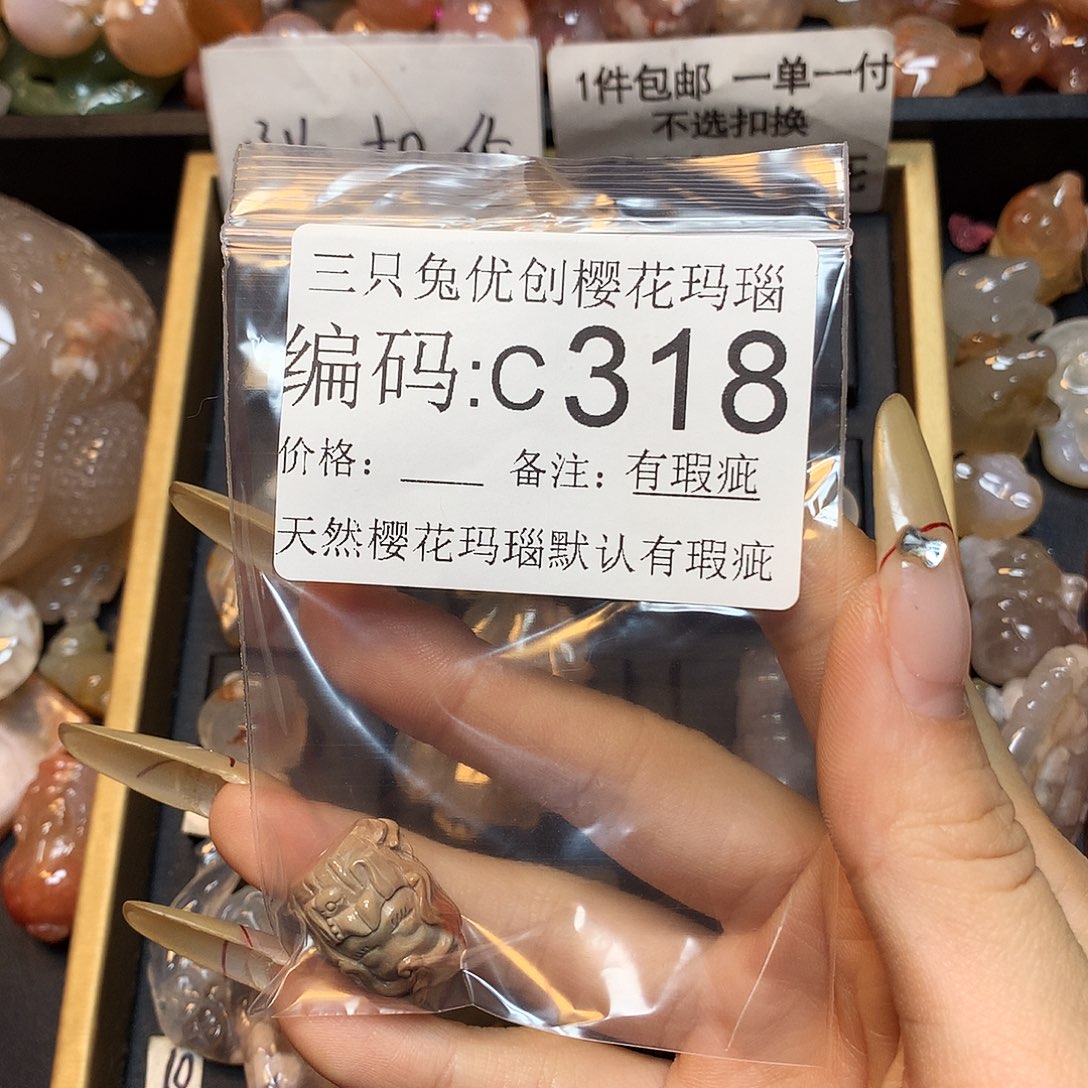 1件包邮 一单一付
不选扣换
三只兔优创樱花玛瑙
编码:C318
价格：____ 备注：有瑕疵
天然樱花玛瑙默认有瑕疵
10